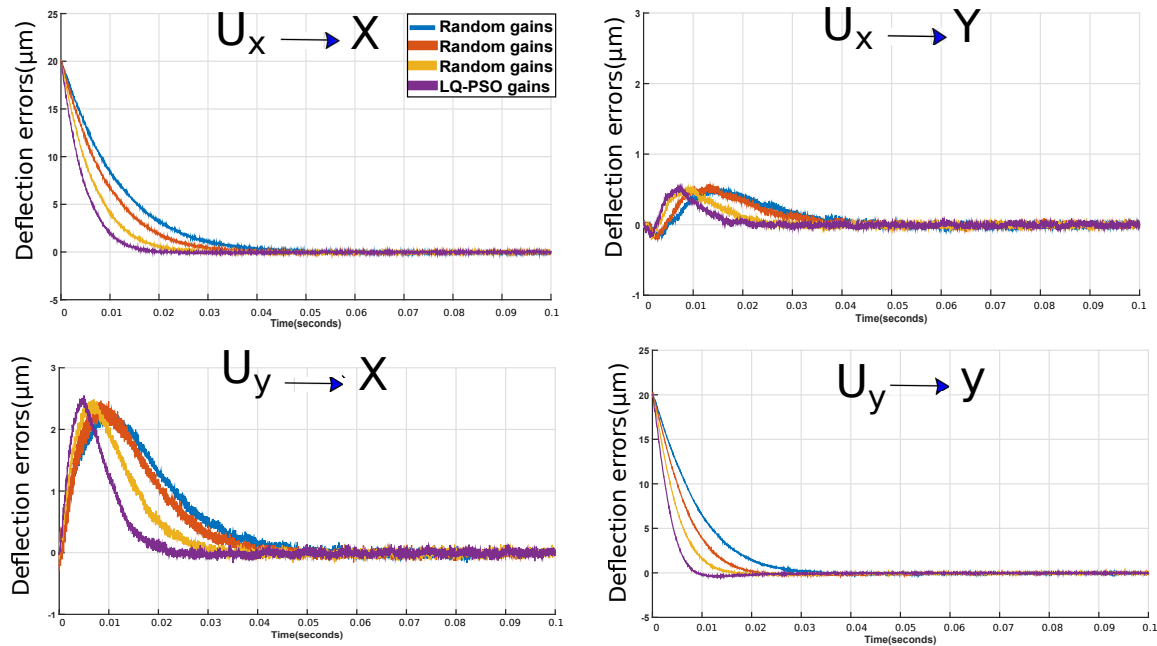 U_x → X
Random gains
Random gains
Random gains
LQ-PSO gains
Deflection errors(μm)
25
20
15
10
5
0
-5
0 0.01 0.02 0.03 0.04 0.05 0.06 0.07 0.08 0.09 0.1
Time(seconds)
U_x → Y
Deflection errors(μm)
3
2
1
0
-1
0 0.01 0.02 0.03 0.04 0.05 0.06 0.07 0.08 0.09 0.1
Time(seconds)
U_y → X
Deflection errors(μm)
3
2
1
0
-1
0 0.01 0.02 0.03 0.04 0.05 0.06 0.07 0.08 0.09 0.1
Time(seconds)
U_y → y
Deflection errors(μm)
25
20
15
10
5
0
-5
0 0.01 0.02 0.03 0.04 0.05 0.06 0.07 0.08 0.09 0.1
Time(seconds)